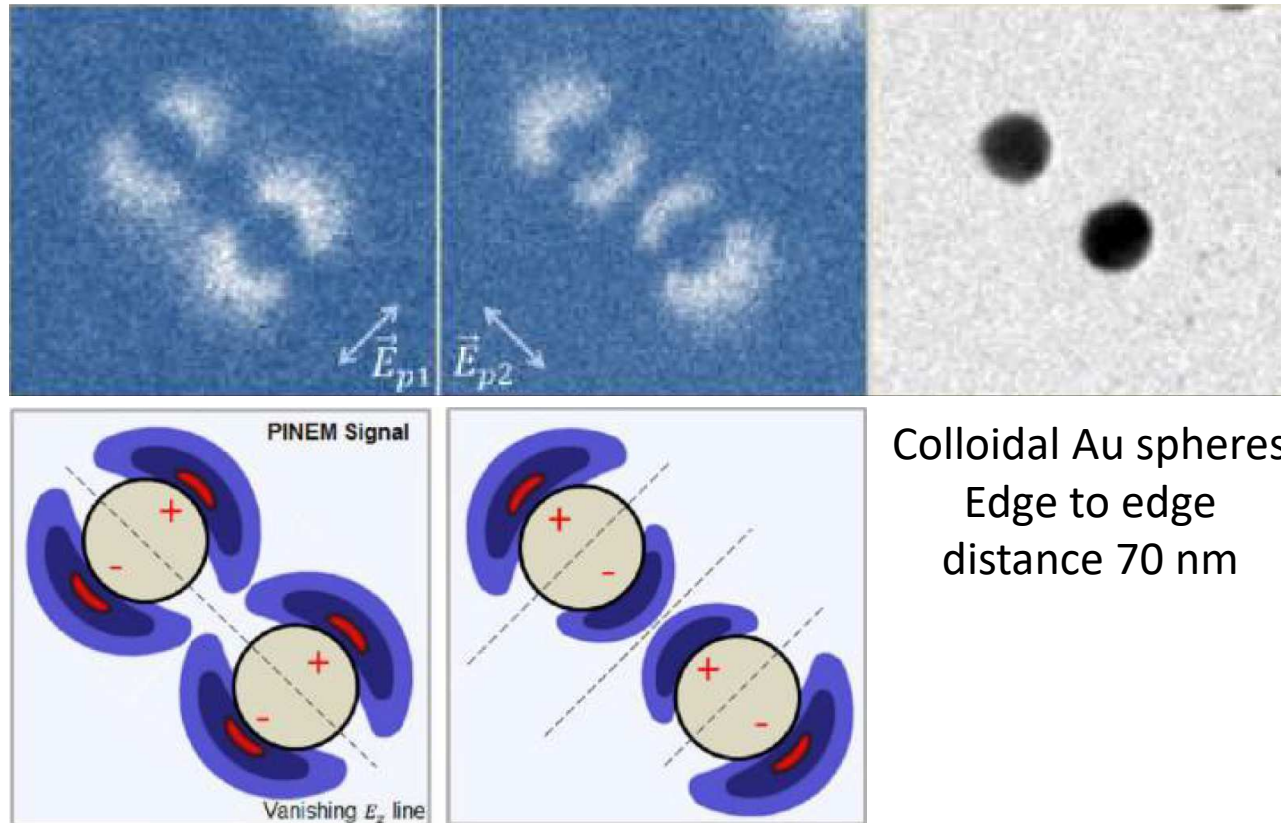 E⃗p1 E⃗p2
PINEM Signal
+
-
+
-
Vanishing Ez line
+
-
+
-
Colloidal Au spheres
Edge to edge
distance 70 nm